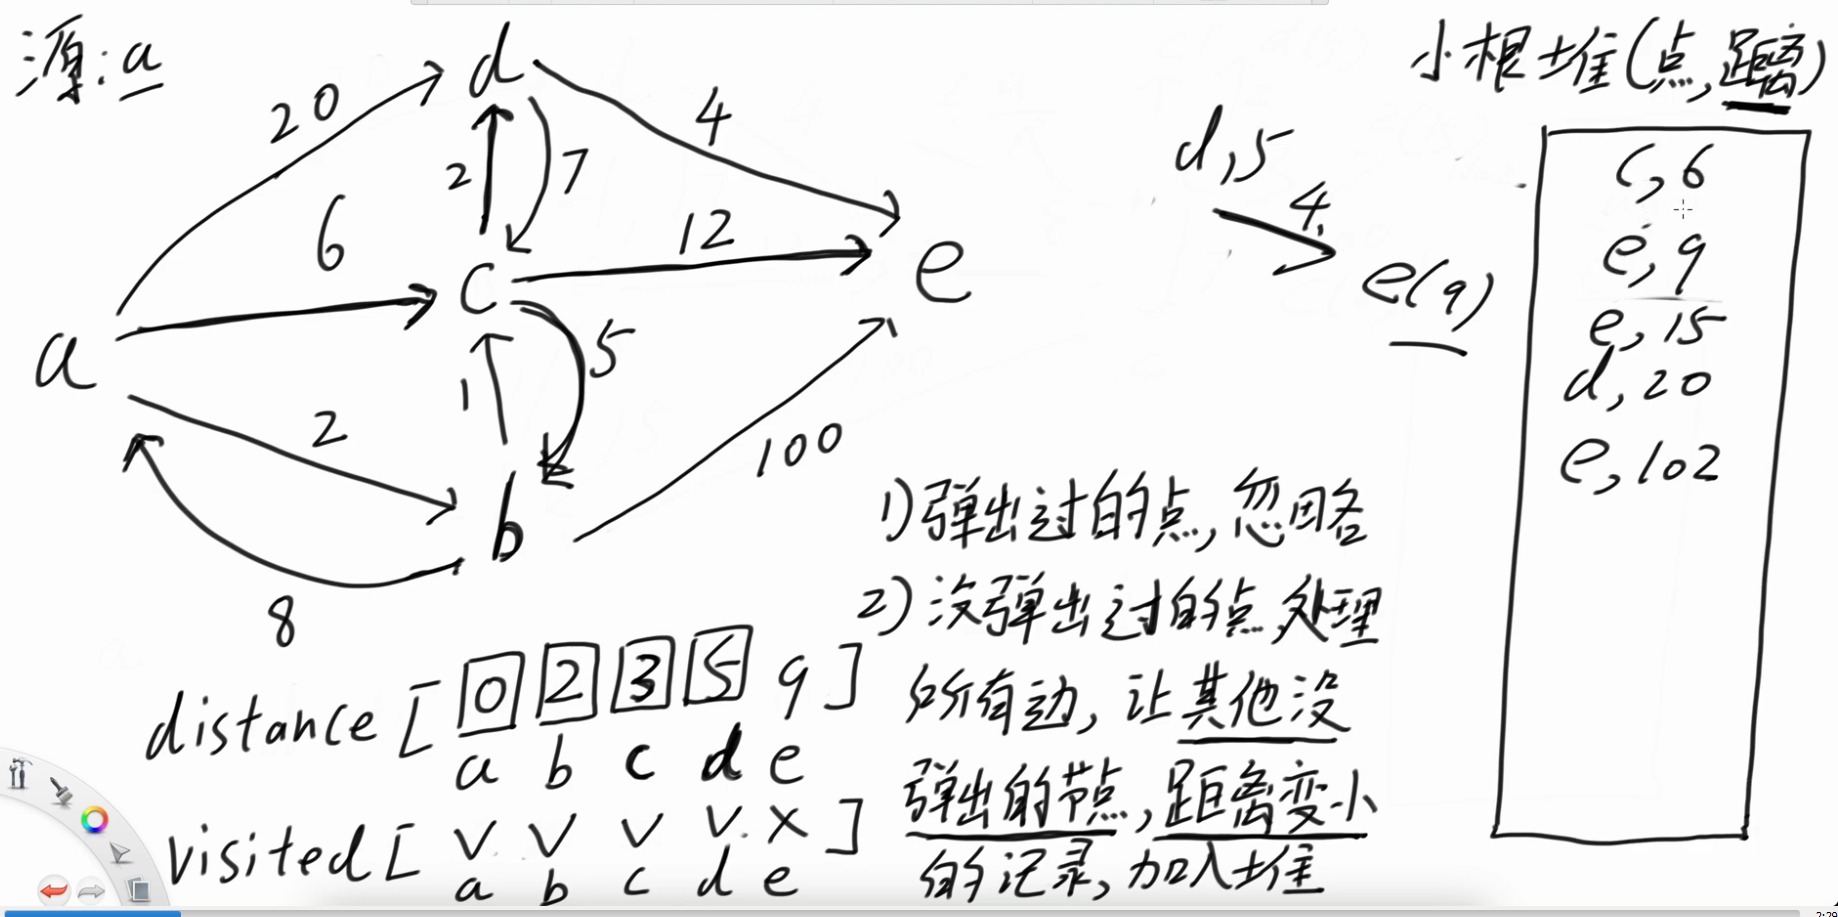 源:a
小根堆(点,距离)
d
20
4
2
7
d,5
4
c,6
6
12
c
e
e(9)
e,9
e,15
a
5
1
d,20
2
100
e,102
b
8
1)弹出过的点,忽略
2)没弹出过的点,处理
所有边,让其他没
弹出的节点,距离变小
的记录,加入堆
distance [ 0 2 3 5 9 ]
a b c d e
visited [ v v v v x ]
a b c d e
2:29